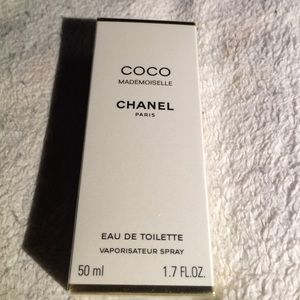 COCO
MADEMOISELLE
CHANEL
PARIS
EAU DE TOILETTE
VAPORISATEUR SPRAY
50 ml 1.7 FL.OZ.